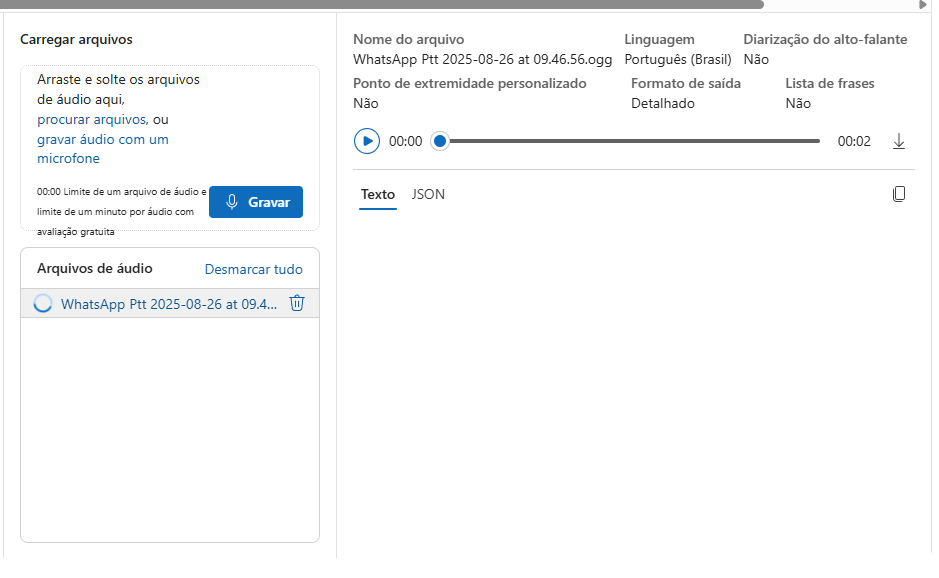 Carregar arquivos
Arraste e solte os arquivos
de áudio aqui,
procurar arquivos, ou
gravar áudio com um
microfone
00:00 Limite de um arquivo de áudio e
limite de um minuto por áudio com
avaliação gratuita
Gravar
Arquivos de áudio
Desmarcar tudo
WhatsApp Ptt 2025-08-26 at 09.4...
Nome do arquivo
WhatsApp Ptt 2025-08-26 at 09.46.56.ogg
Linguagem
Português (Brasil)
Diarização do alto-falante
Não
Ponto de extremidade personalizado
Não
Formato de saída
Detalhado
Lista de frases
Não
00:00
00:02
Texto
JSON